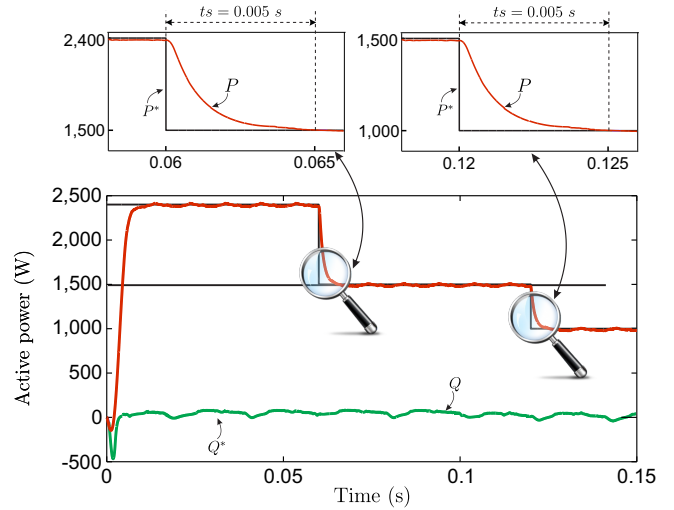 ts = 0.005 s
ts = 0.005 s
2,400
1,500
P*
P
0.06
0.065
1,500
1,000
P*
P
0.12
0.125
Active power (W)
2,500
2,000
1,500
1,000
500
0
-500
Q
Q*
0
0.05
0.1
0.15
Time (s)